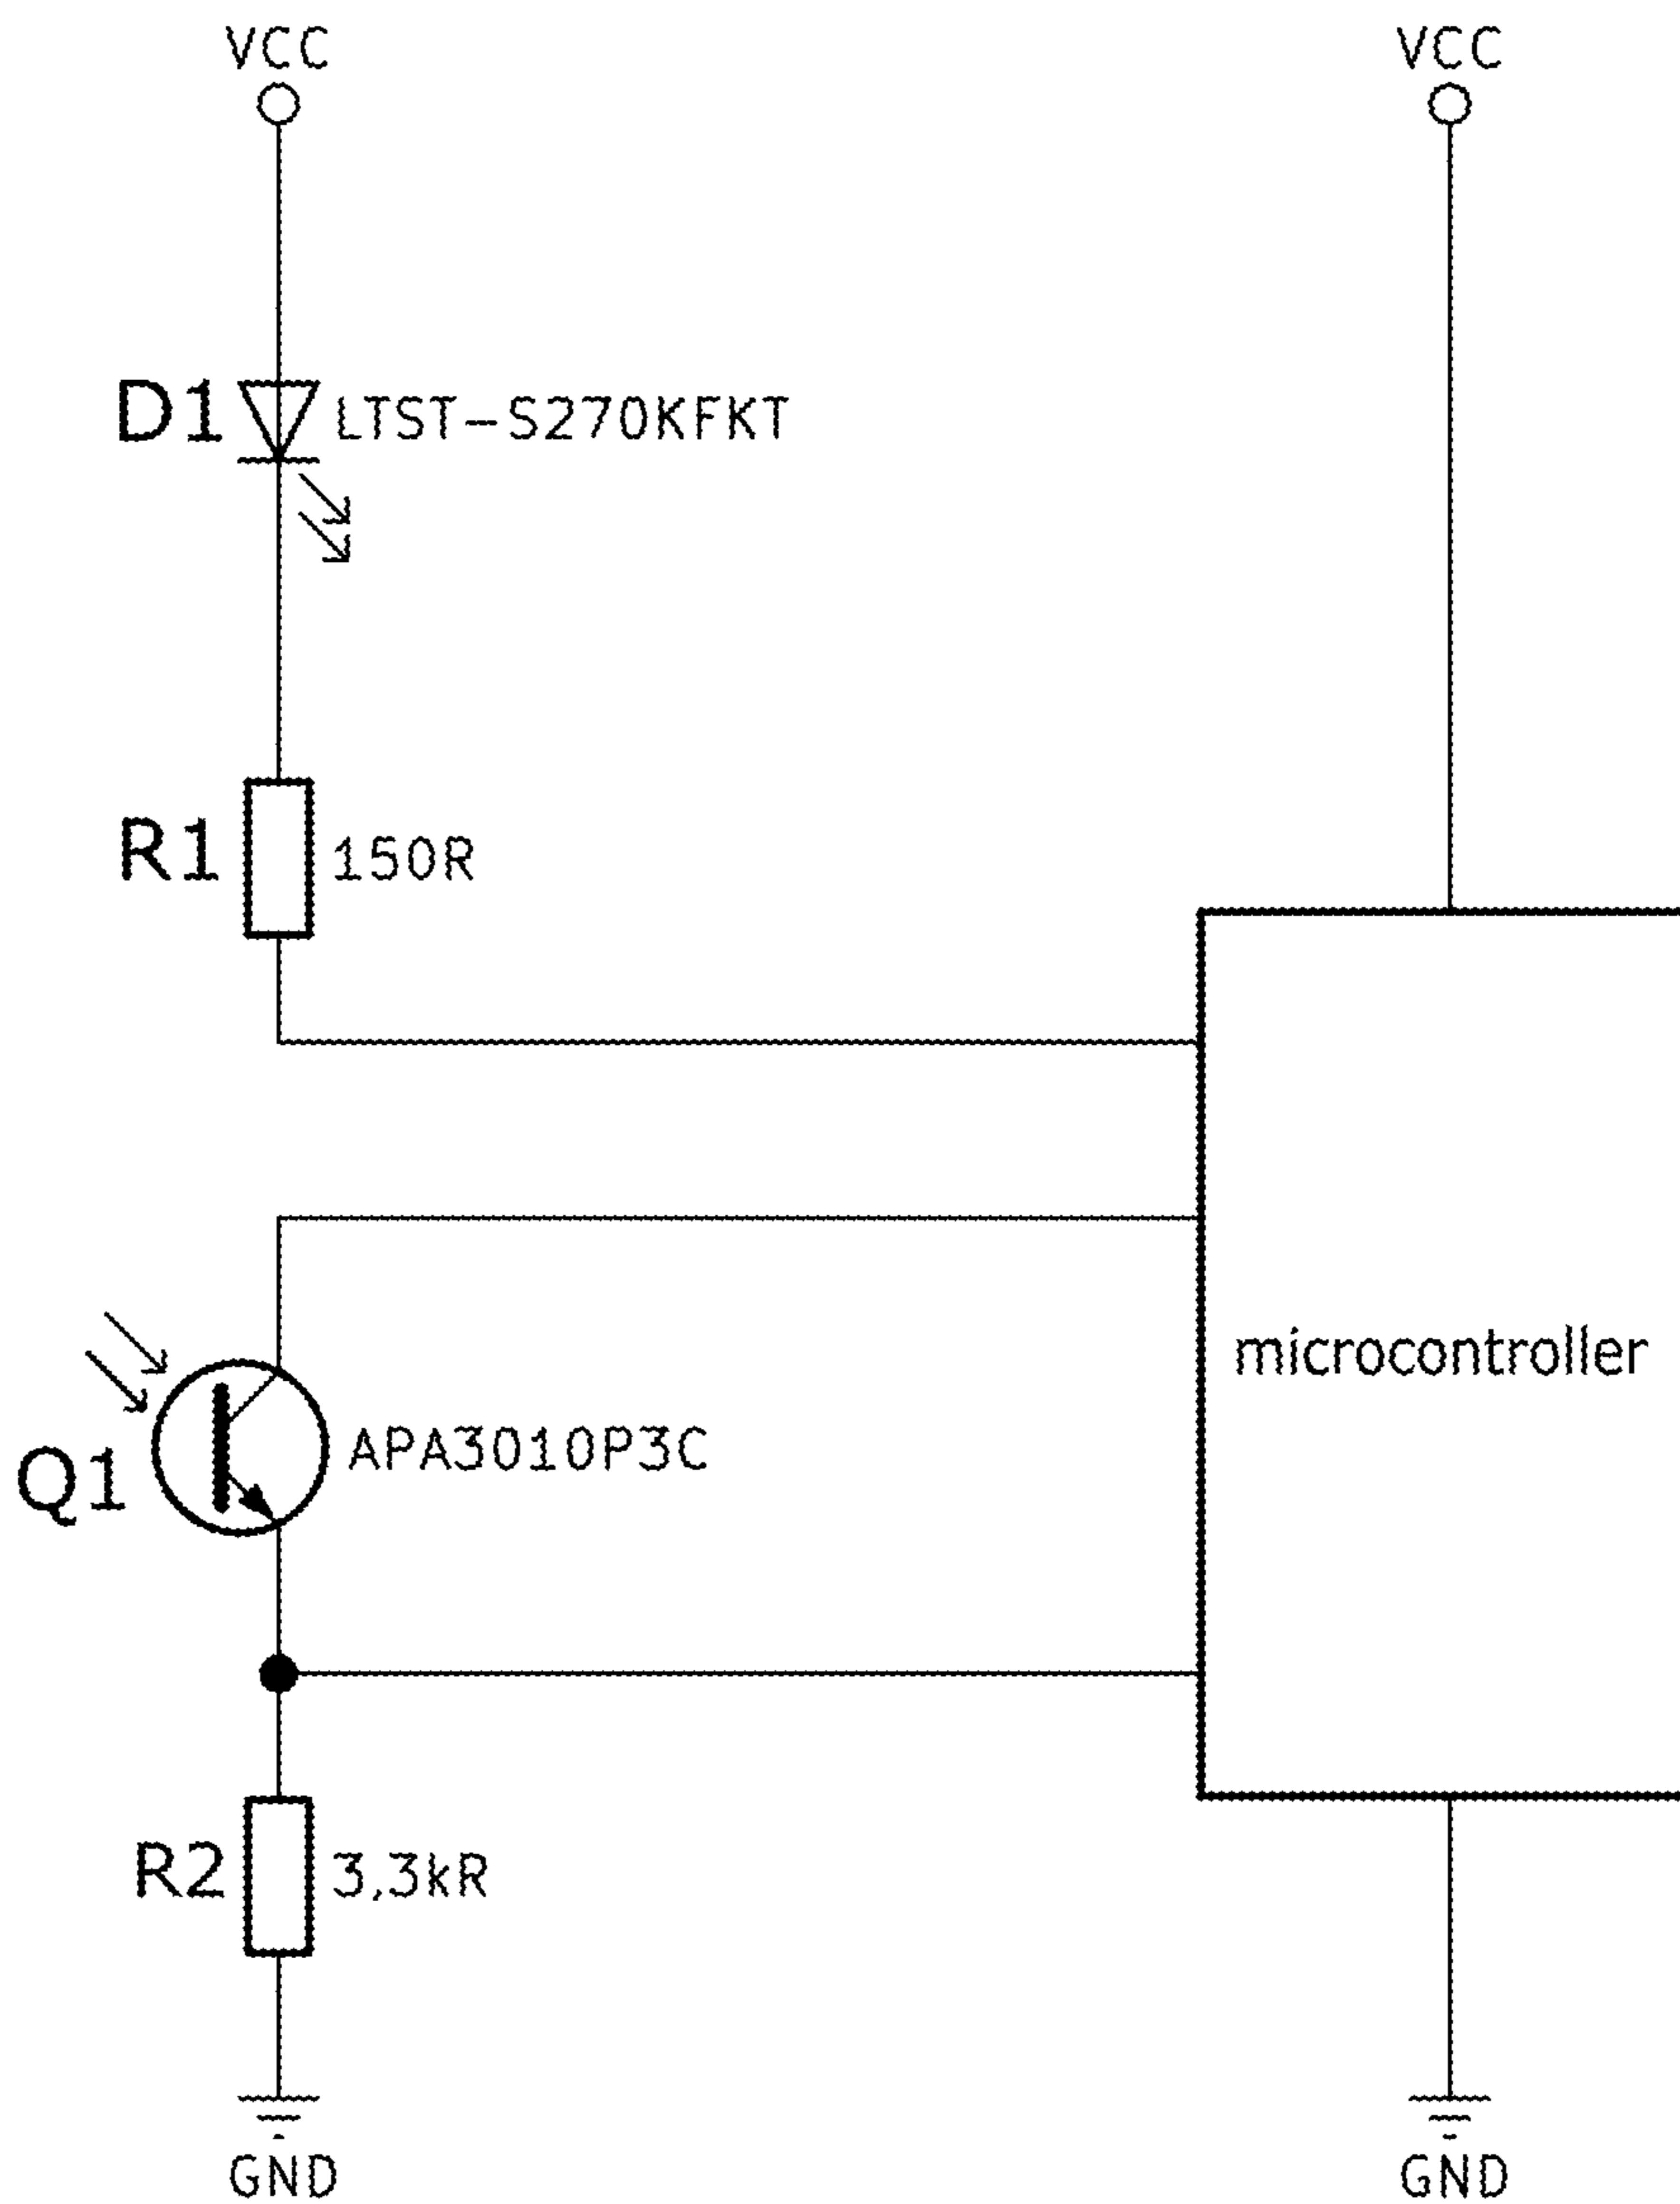 VCC
VCC
D1
LTST-S270KFKT
R1
150R
microcontroller
Q1
APA3010P3C
R2
3,3kR
GND
GND